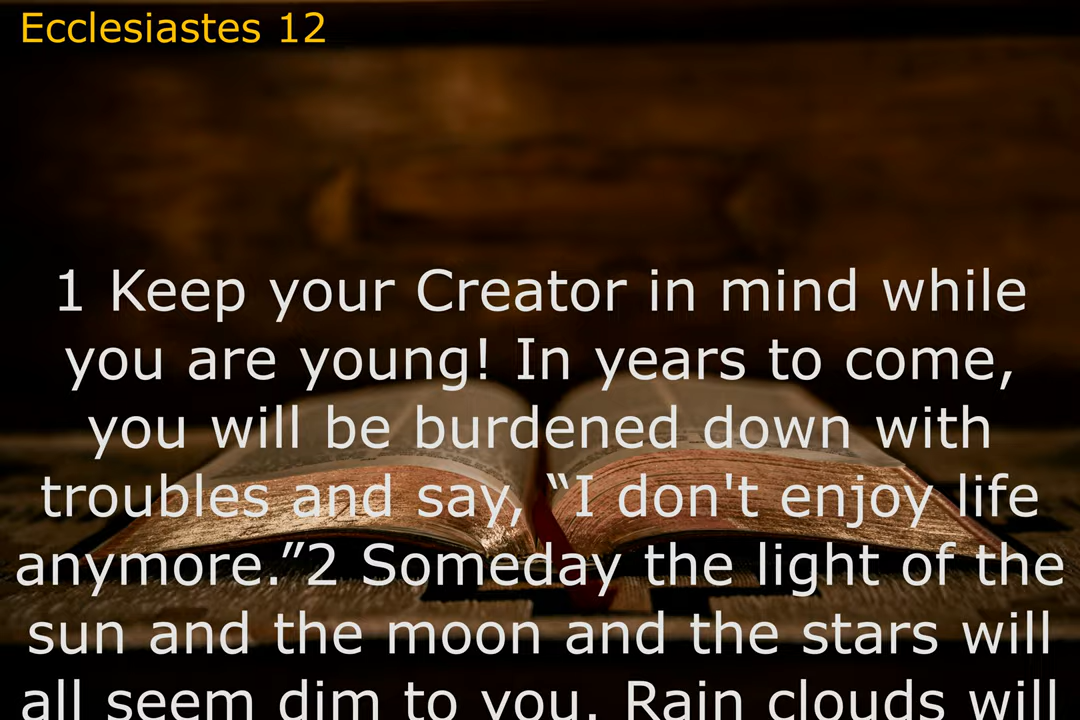 Ecclesiastes 12
1 Keep your Creator in mind while
you are young! In years to come,
you will be burdened down with
troubles and say, “I don't enjoy life
anymore.”2 Someday the light of the
sun and the moon and the stars will
all seem dim to you. Rain clouds will